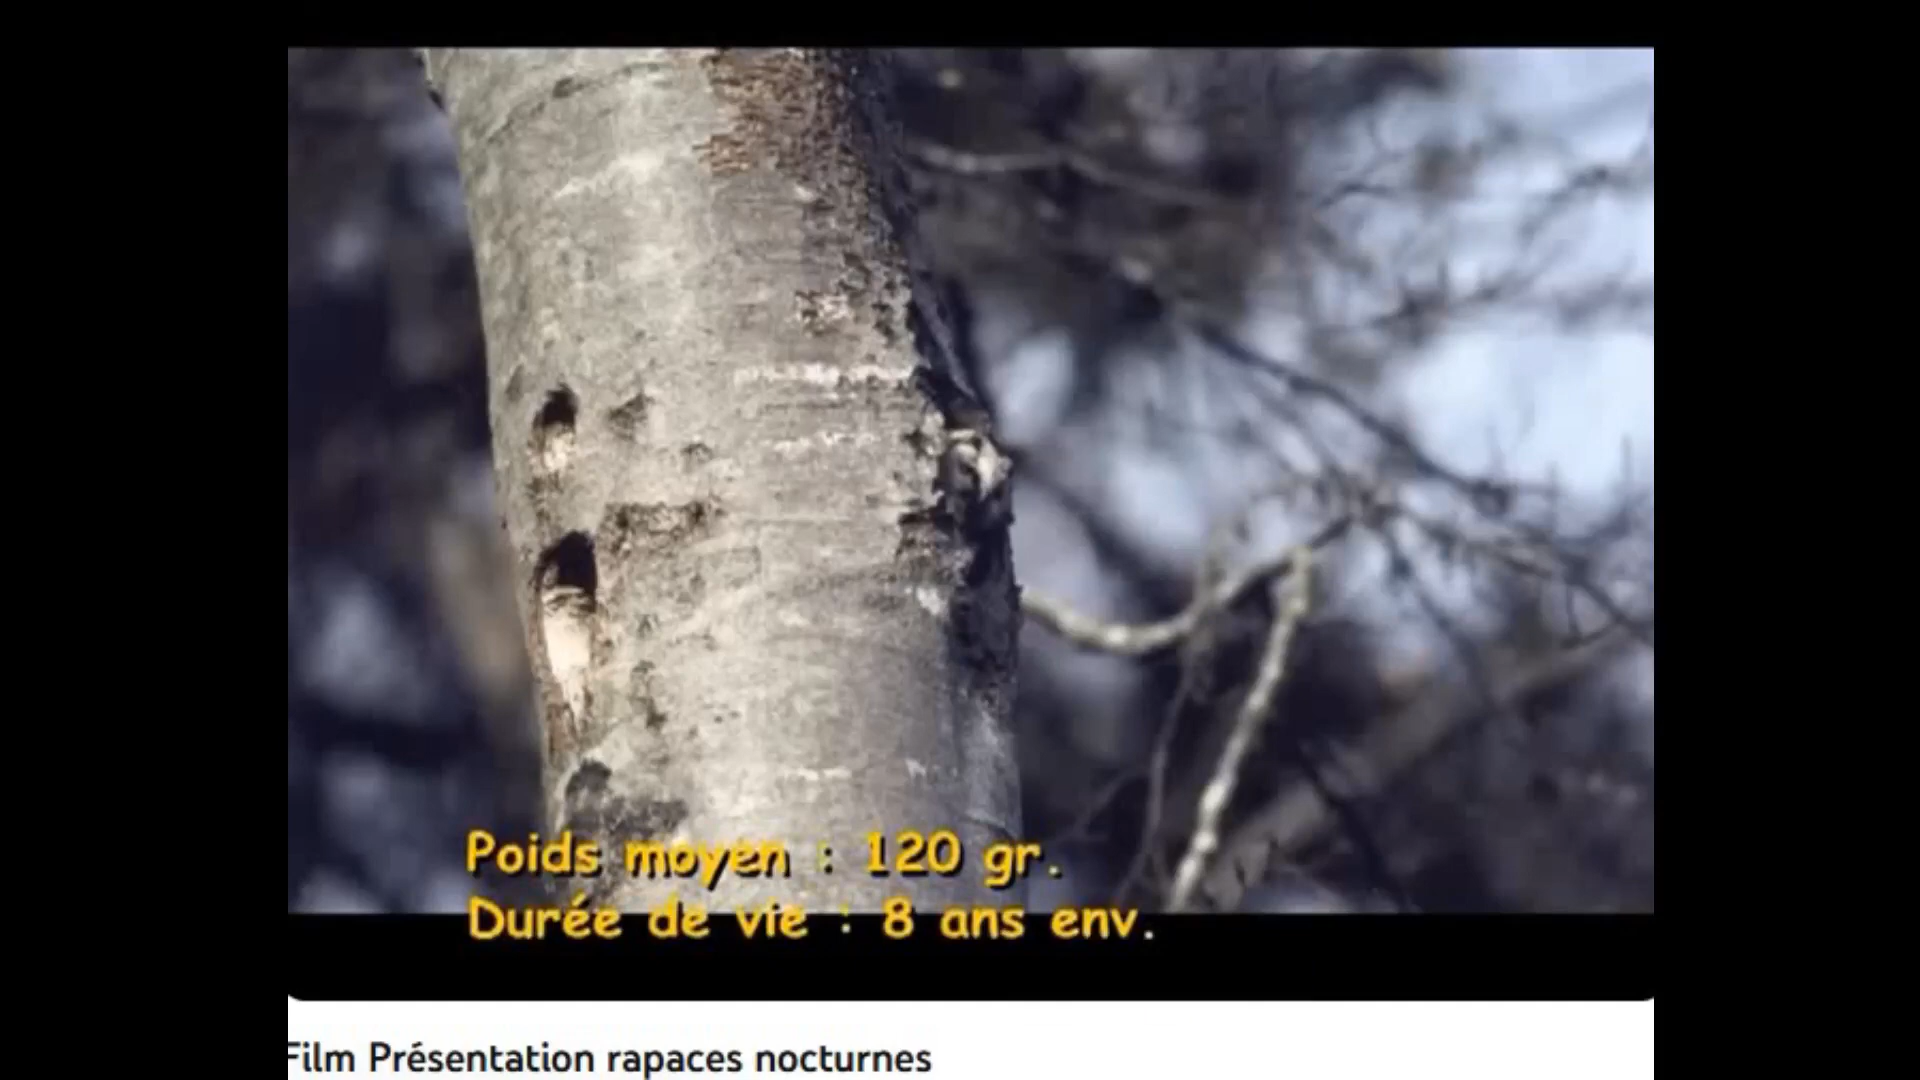 Poids moyen : 120 gr.
Durée de vie : 8 ans env.
Film Présentation rapaces nocturnes